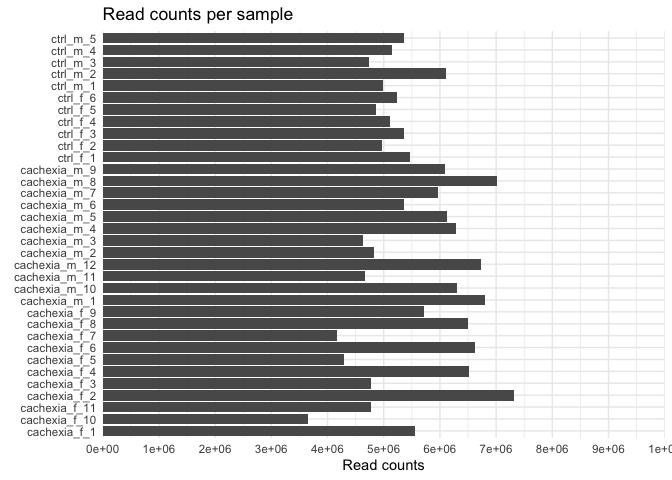 Read counts per sample
ctrl_m_5
ctrl_m_4
ctrl_m_3
ctrl_m_2
ctrl_m_1
ctrl_f_6
ctrl_f_5
ctrl_f_4
ctrl_f_3
ctrl_f_2
ctrl_f_1
cachexia_m_9
cachexia_m_8
cachexia_m_7
cachexia_m_6
cachexia_m_5
cachexia_m_4
cachexia_m_3
cachexia_m_2
cachexia_m_12
cachexia_m_11
cachexia_m_10
cachexia_m_1
cachexia_f_9
cachexia_f_8
cachexia_f_7
cachexia_f_6
cachexia_f_5
cachexia_f_4
cachexia_f_3
cachexia_f_2
cachexia_f_11
cachexia_f_10
cachexia_f_1
0e+00 1e+06 2e+06 3e+06 4e+06 5e+06 6e+06 7e+06 8e+06 9e+06
Read counts